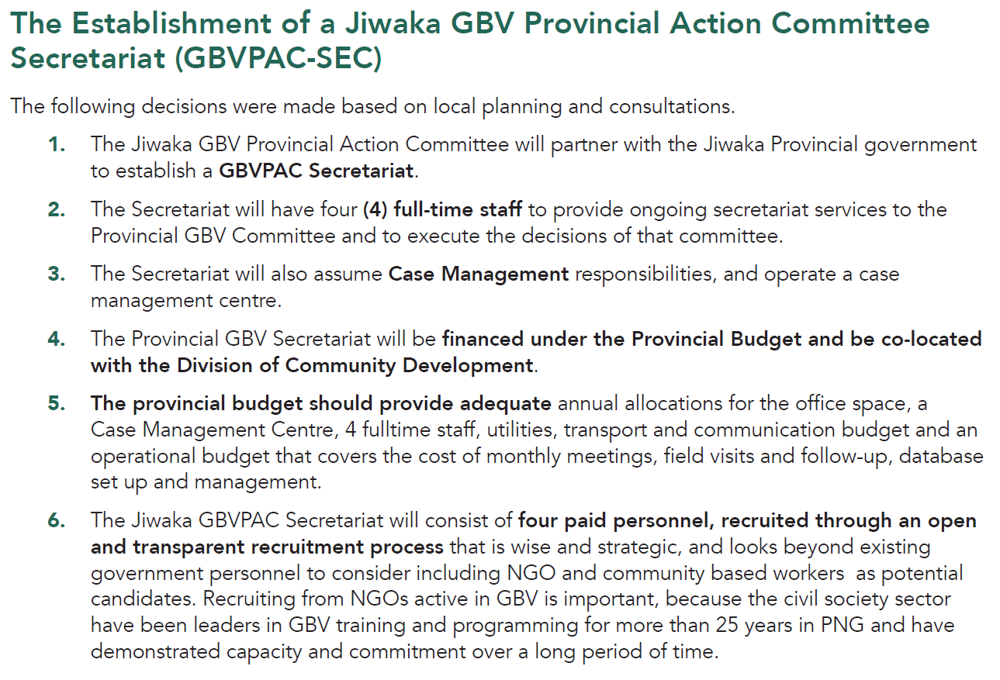 The Establishment of a Jiwaka GBV Provincial Action Committee
Secretariat (GBVPAC-SEC)
The following decisions were made based on local planning and consultations.
1. The Jiwaka GBV Provincial Action Committee will partner with the Jiwaka Provincial government
to establish a GBVPAC Secretariat.
2. The Secretariat will have four (4) full-time staff to provide ongoing secretariat services to the
Provincial GBV Committee and to execute the decisions of that committee.
3. The Secretariat will also assume Case Management responsibilities, and operate a case
management centre.
4. The Provincial GBV Secretariat will be financed under the Provincial Budget and be co-located
with the Division of Community Development.
5. The provincial budget should provide adequate annual allocations for the office space, a
Case Management Centre, 4 fulltime staff, utilities, transport and communication budget and an
operational budget that covers the cost of monthly meetings, field visits and follow-up, database
set up and management.
6. The Jiwaka GBVPAC Secretariat will consist of four paid personnel, recruited through an open
and transparent recruitment process that is wise and strategic, and looks beyond existing
government personnel to consider including NGO and community based workers  as potential
candidates. Recruiting from NGOs active in GBV is important, because the civil society sector
have been leaders in GBV training and programming for more than 25 years in PNG and have
demonstrated capacity and commitment over a long period of time.